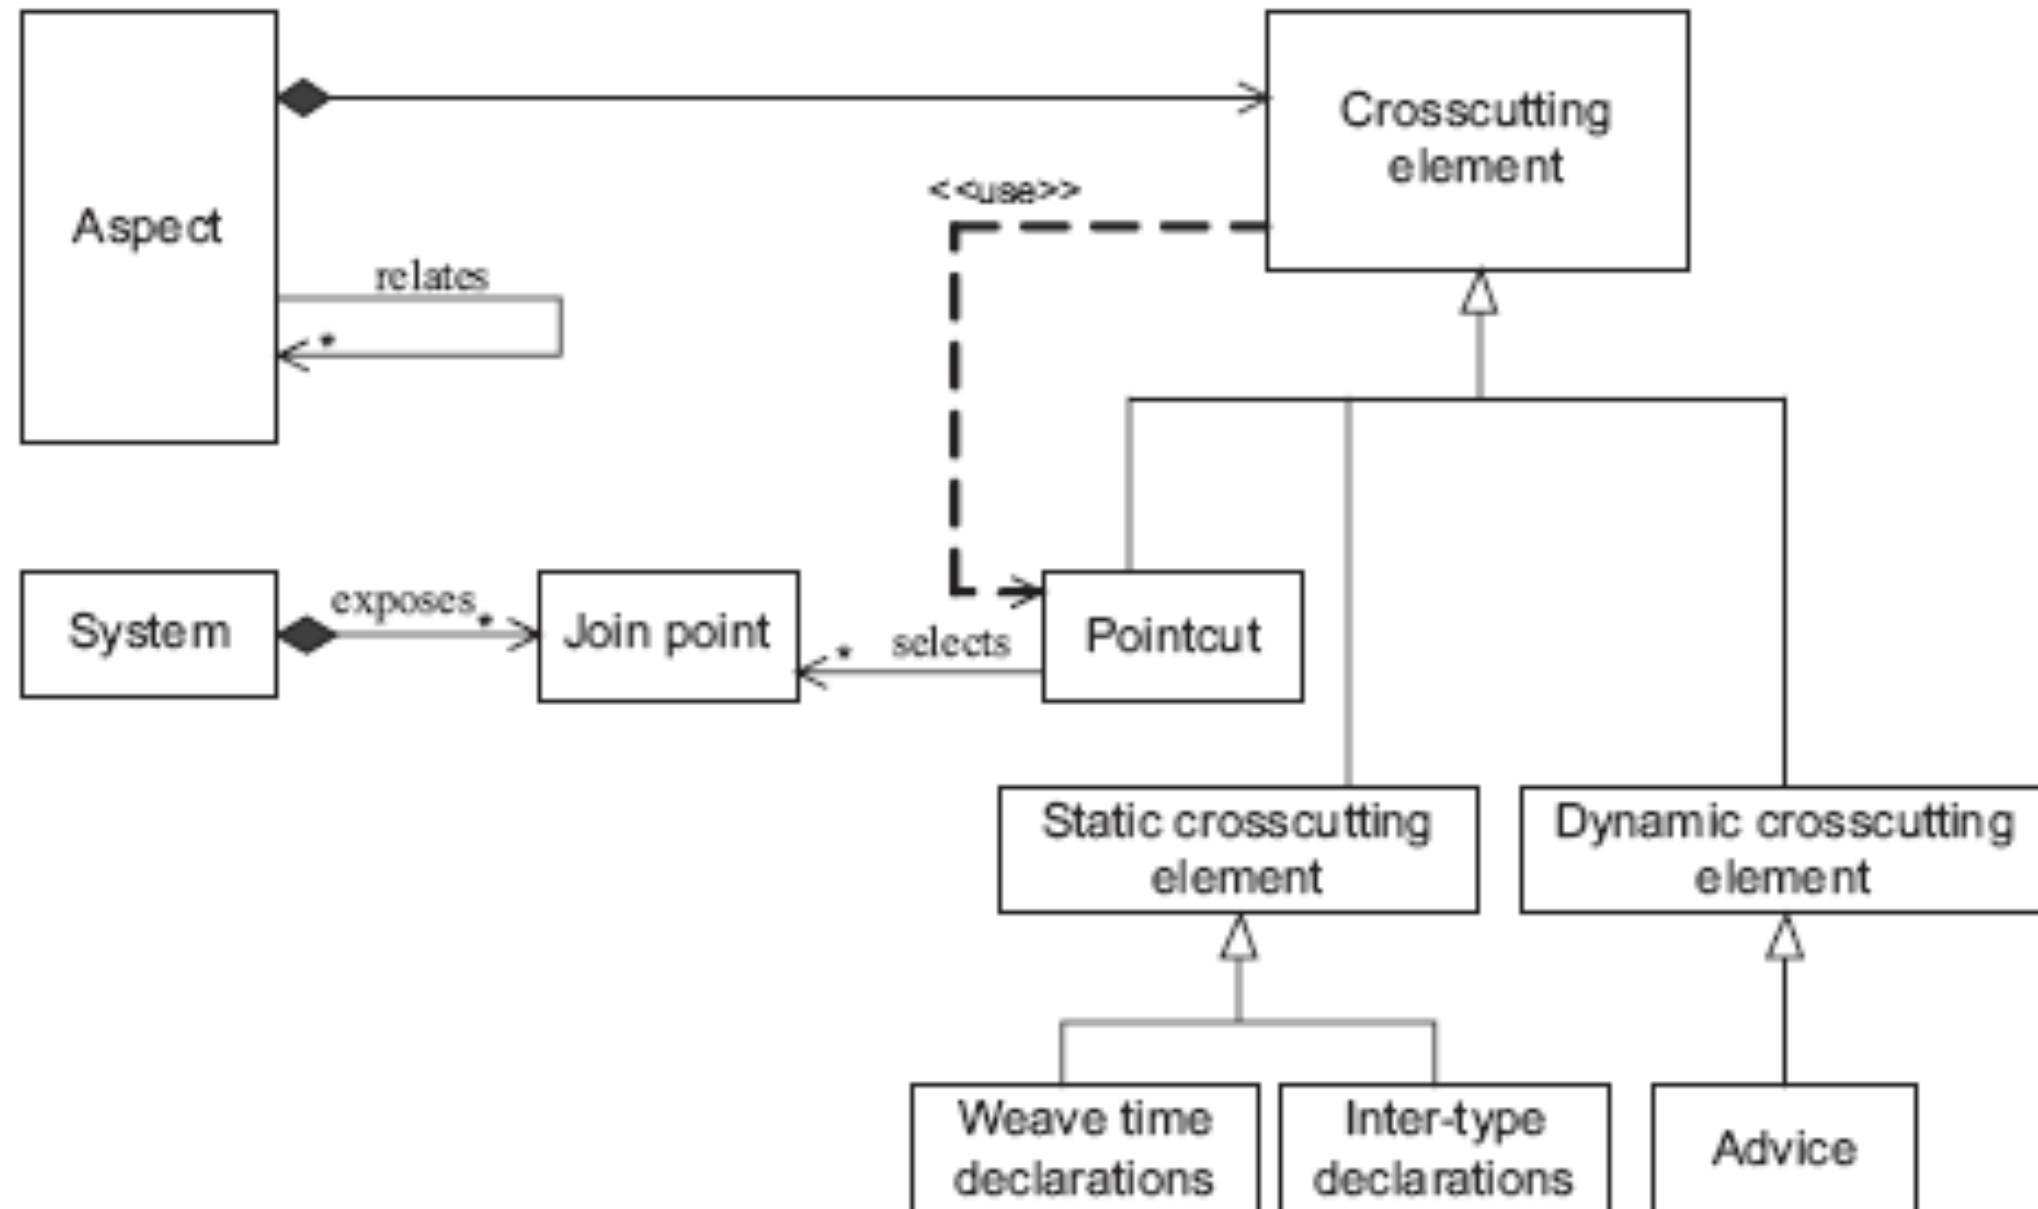 Crosscutting
element
<<use>>
Aspect
relates
*
System
exposes
*
Join point
*
selects
Pointcut
Static crosscutting
element
Dynamic crosscutting
element
Weave time
declarations
Inter-type
declarations
Advice